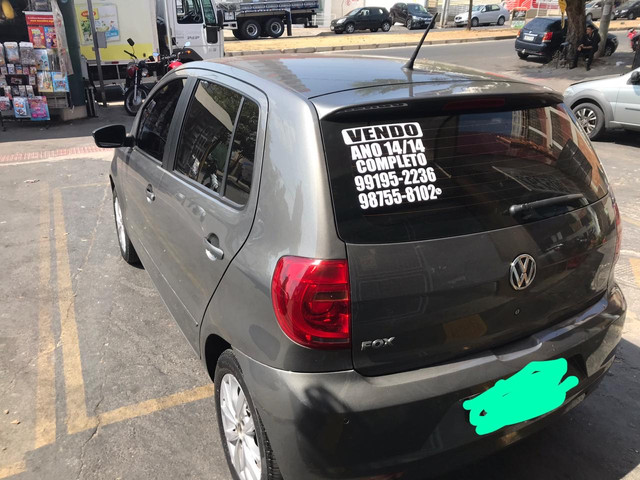 VENDO
ANO 14/14
COMPLETO
99195-2236
98755-8102
FOX